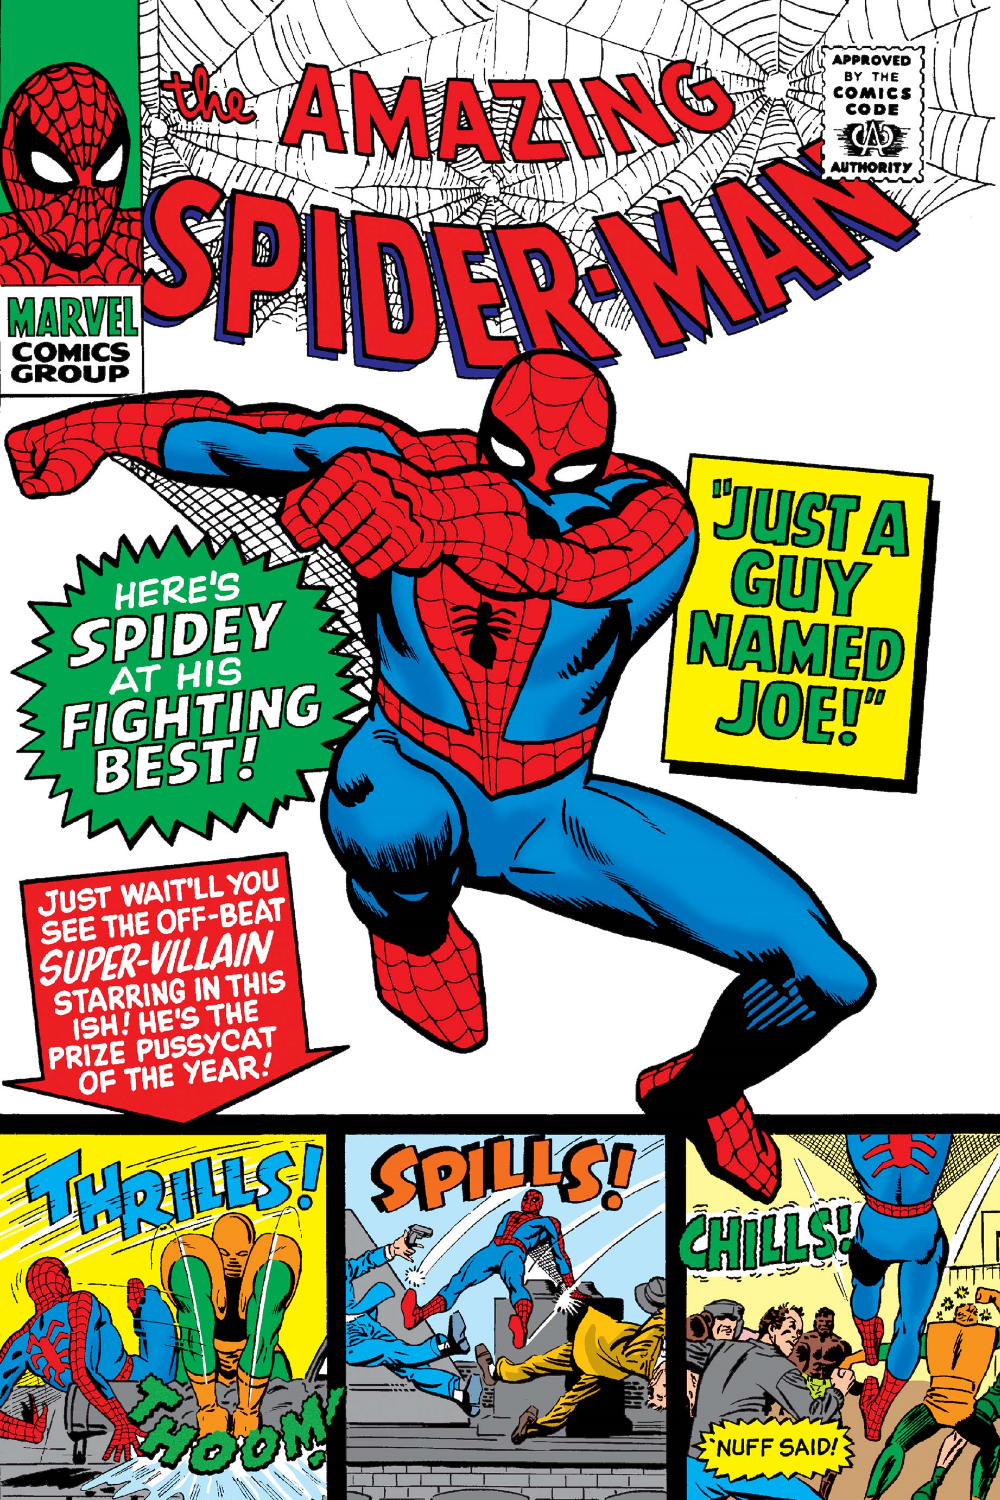 the AMAZING
SPIDER-MAN
APPROVED
BY THE
COMICS
CODE
CA
AUTHORITY
MARVEL
COMICS
GROUP
"JUST A
GUY
NAMED
JOE!"
HERE'S
SPIDEY
AT HIS
FIGHTING
BEST!
JUST WAIT'LL YOU
SEE THE OFF-BEAT
SUPER-VILLAIN
STARRING IN THIS
ISH! HE'S THE
PRIZE PUSSYCAT
OF THE YEAR!
THRILLS!
THOOM!
SPILLS!
CHILLS!
'NUFF SAID!